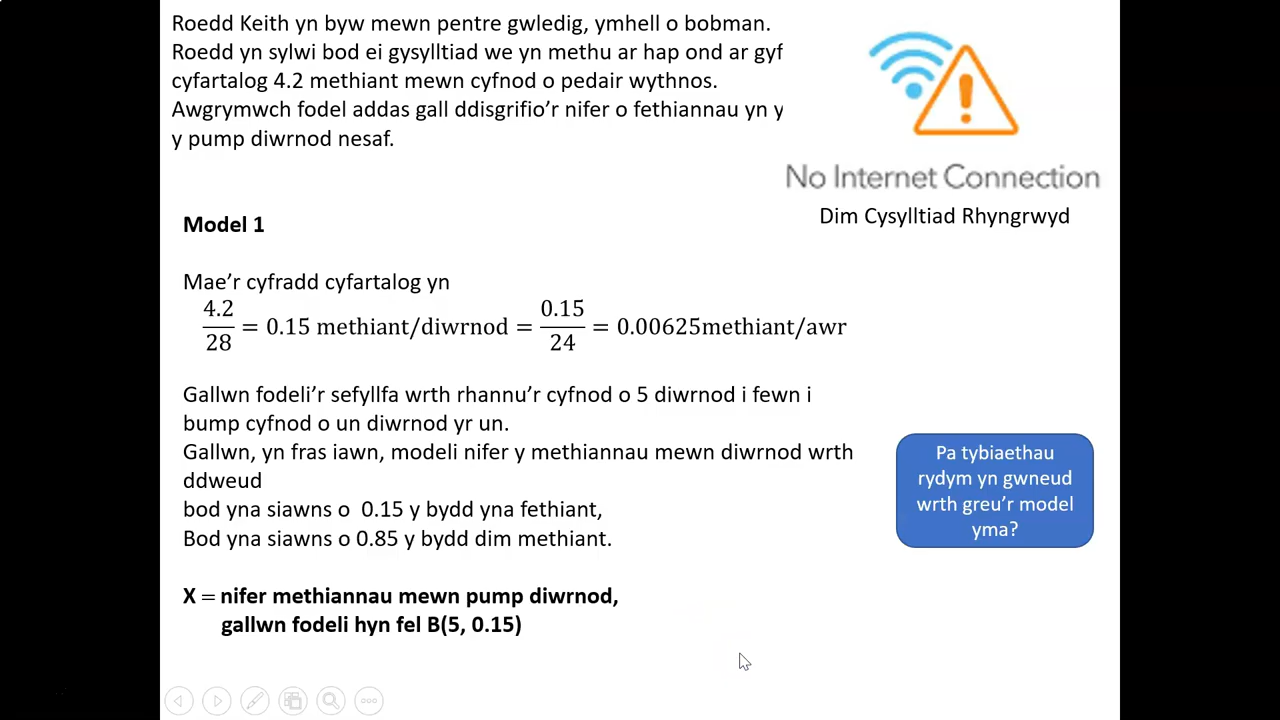 Roedd Keith yn byw mewn pentre gwledig, ymhell o bobman.
Roedd yn sylwi bod ei gysylltiad we yn methu ar hap ond ar gyf
cyfartalog 4.2 methiant mewn cyfnod o pedair wythnos.
Awgrymwch fodel addas gall ddisgrifio’r nifer o fethiannau yn y
y pump diwrnod nesaf.
No Internet Connection
Dim Cysylltiad Rhyngrwyd
Model 1
Mae’r cyfradd cyfartalog yn
4.2/28 = 0.15 methiant/diwrnod = 0.15/24 = 0.00625methiant/awr
Gallwn fodeli’r sefyllfa wrth rhannu’r cyfnod o 5 diwrnod i fewn i
bump cyfnod o un diwrnod yr un.
Gallwn, yn fras iawn, modeli nifer y methiannau mewn diwrnod wrth
ddweud
bod yna siawns o 0.15 y bydd yna fethiant,
Bod yna siawns o 0.85 y bydd dim methiant.
Pa tybiaethau
rydym yn gwneud
wrth greu’r model
yma?
X = nifer methiannau mewn pump diwrnod,
gallwn fodeli hyn fel B(5, 0.15)